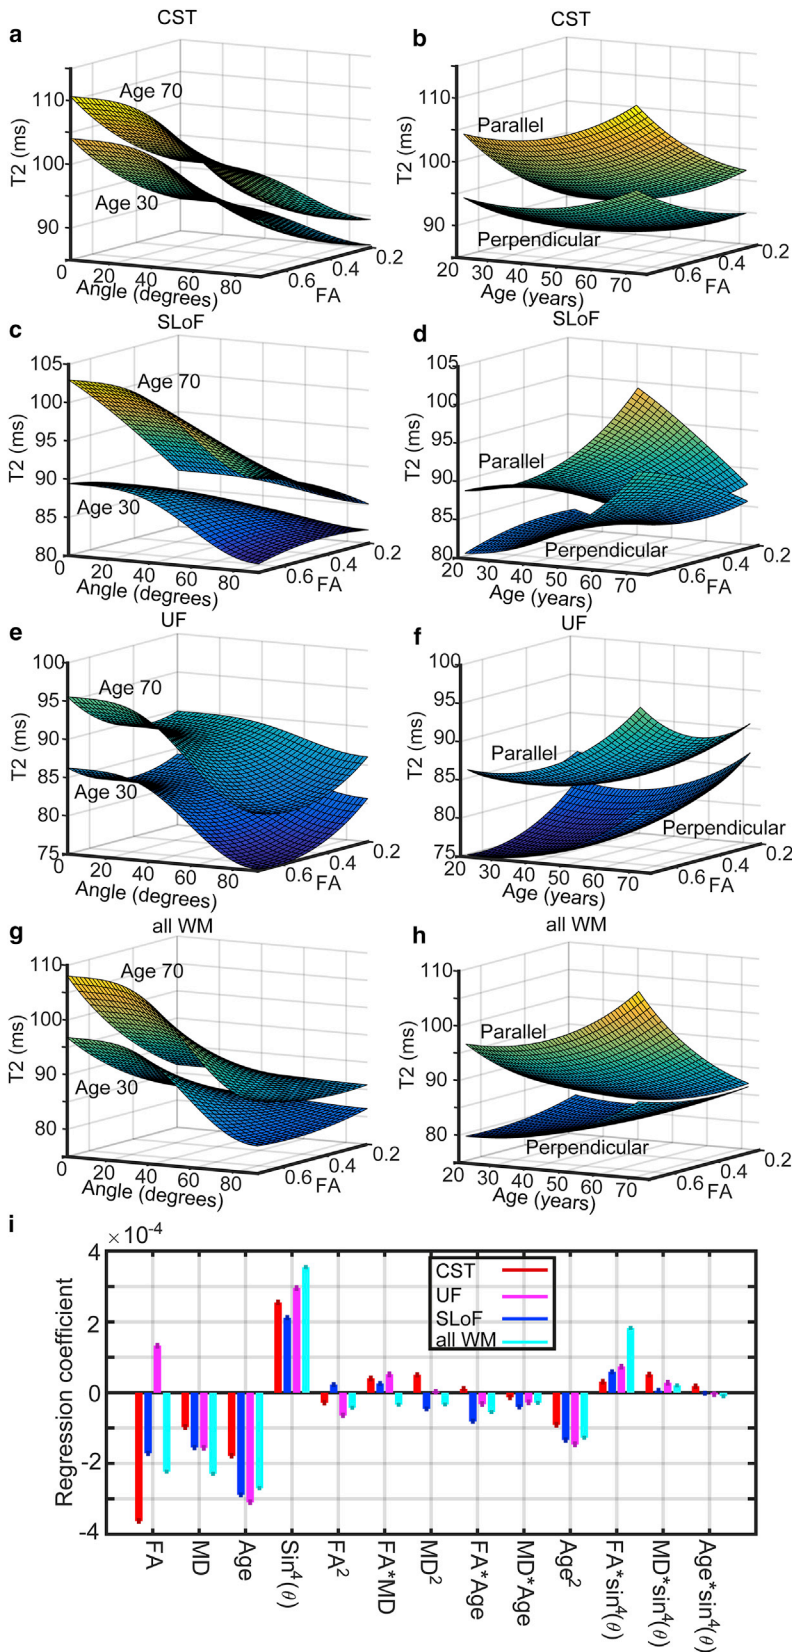 a
CST
T2 (ms)
110
100
90
Age 70
Age 30
0
20
40
60
80
Angle (degrees)
0.6
0.4
0.2
FA
b
CST
T2 (ms)
110
100
90
Parallel
Perpendicular
20
30
40
50
60
70
Age (years)
0.6
0.4
0.2
FA
c
SLoF
T2 (ms)
105
100
95
90
85
80
Age 70
Age 30
0
20
40
60
80
Angle (degrees)
0.6
0.4
0.2
FA
d
SLoF
T2 (ms)
105
100
95
90
85
80
Parallel
Perpendicular
20
30
40
50
60
70
Age (years)
0.6
0.4
0.2
FA
e
UF
T2 (ms)
100
95
90
85
80
75
Age 70
Age 30
0
20
40
60
80
Angle (degrees)
0.6
0.4
0.2
FA
f
UF
T2 (ms)
100
95
90
85
80
75
Parallel
Perpendicular
20
30
40
50
60
70
Age (years)
0.6
0.4
0.2
FA
g
all WM
T2 (ms)
110
100
90
80
Age 70
Age 30
0
20
40
60
80
Angle (degrees)
0.6
0.4
0.2
FA
h
all WM
T2 (ms)
110
100
90
80
Parallel
Perpendicular
20
30
40
50
60
70
Age (years)
0.6
0.4
0.2
FA
i
×10⁻⁴
Regression coefficient
4
2
0
-2
-4
CST
UF
SLoF
all WM
FA
MD
Age
Sin⁴(θ)
FA²
FA*MD
MD²
FA*Age
MD*Age
Age²
FA*sin⁴(θ)
MD*sin⁴(θ)
Age*sin⁴(θ)